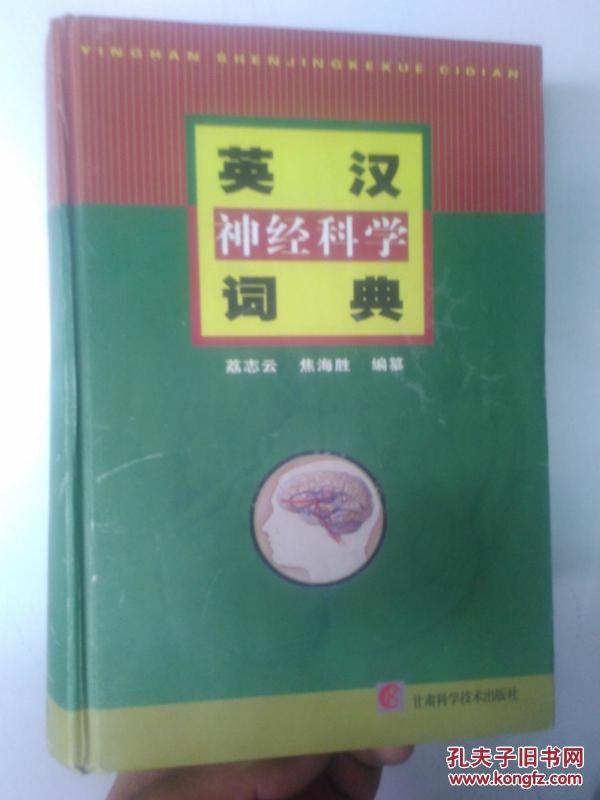 YINGHAN SHENJINGKEXUE CIDIAN
英汉
神经科学
词典
荔志云 焦海胜 编纂
甘肃科学技术出版社
孔夫子旧书网
www.kongfz.com